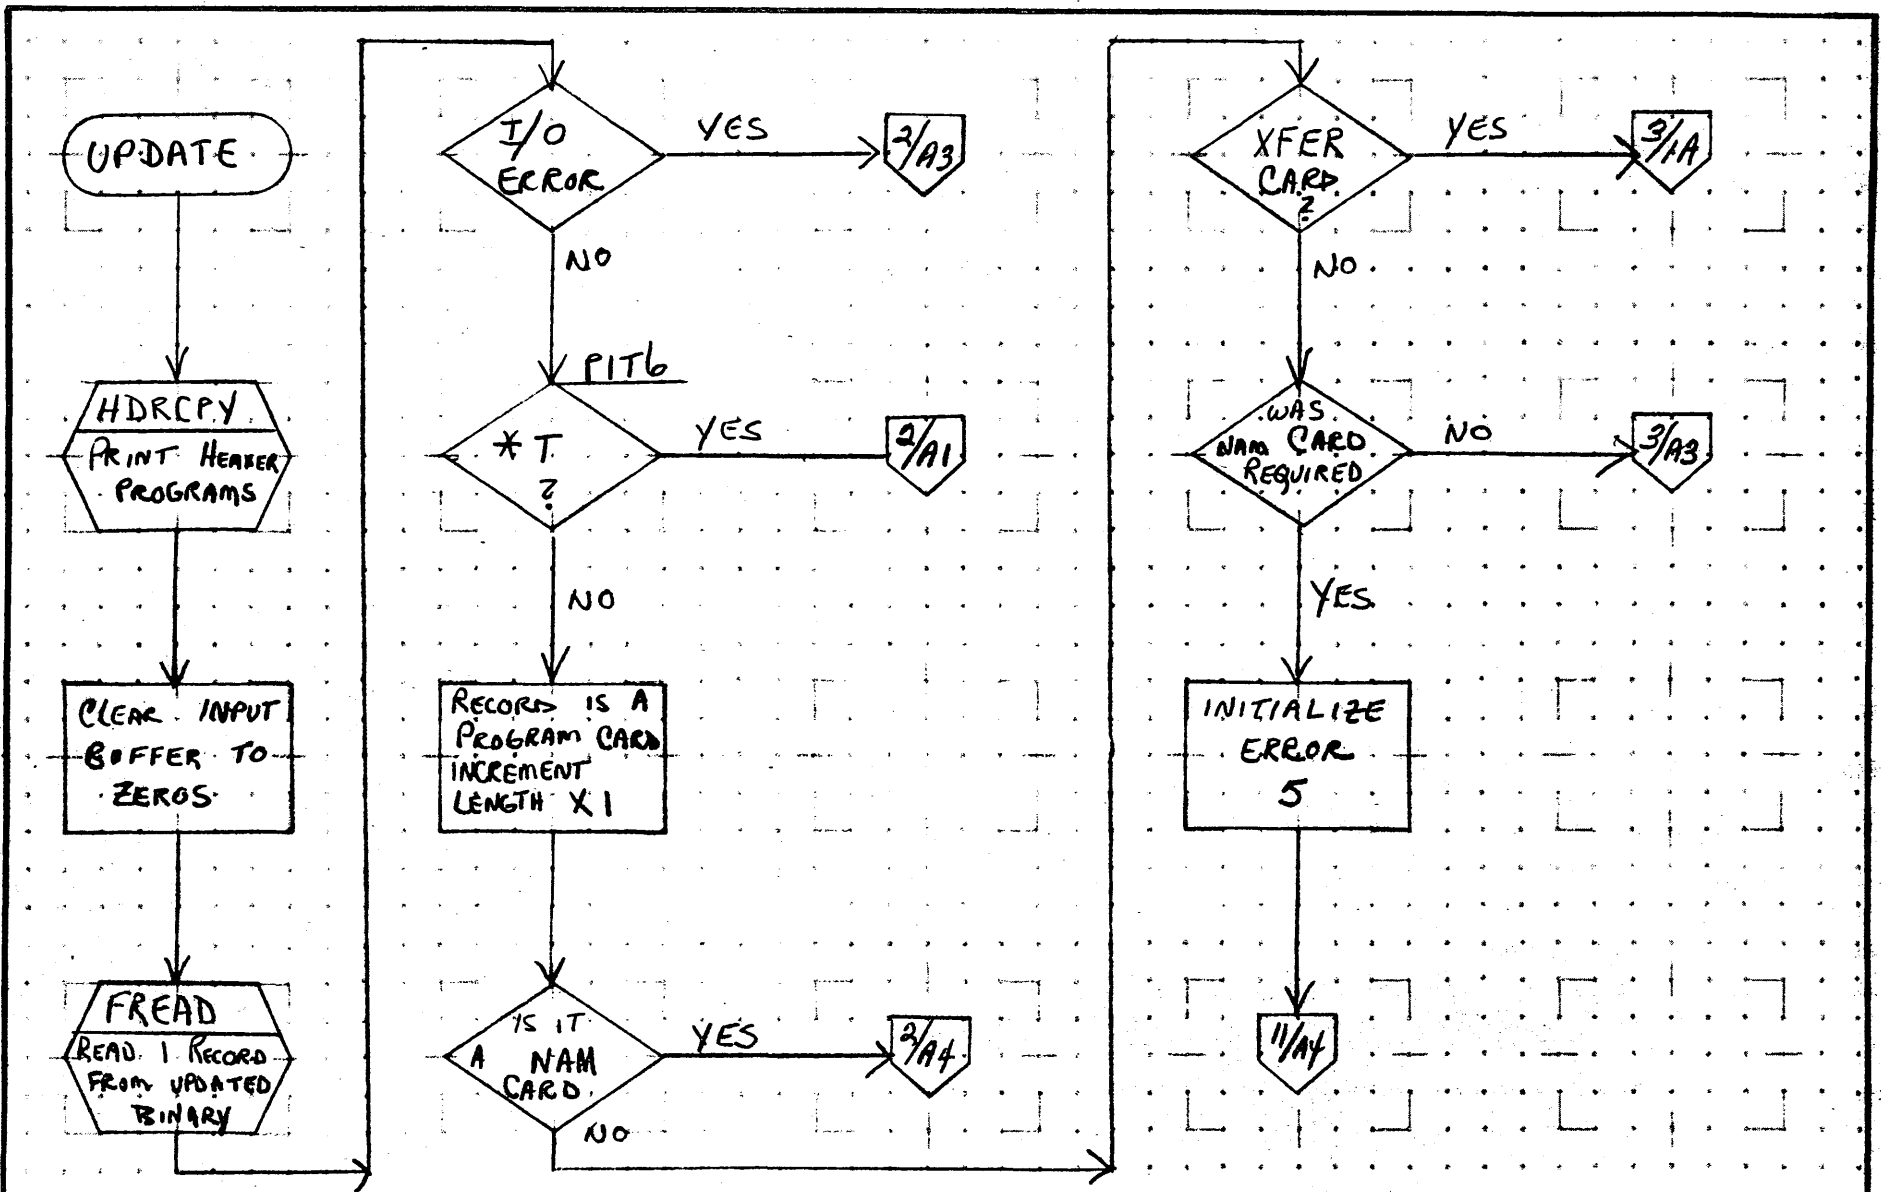 UPDATE
HDRCPY
PRINT HEAXER
PROGRAMS
CLEAR INPUT
BUFFER TO
ZEROS
FREAD
READ 1 RECORD
FROM UPDATED
BINARY
I/O
ERROR
YES
2/A3
NO
PIT6
* T
?
YES
2/A1
NO
RECORD IS A
PROGRAM CARD
INCREMENT
LENGTH X 1
IS IT
A NAM
CARD
YES
2/A4
NO
XFER
CARD
?
YES
3/1A
NO
WAS
NAM CARD
REQUIRED
NO
3/A3
YES
INITIALIZE
ERROR
5
11/A4